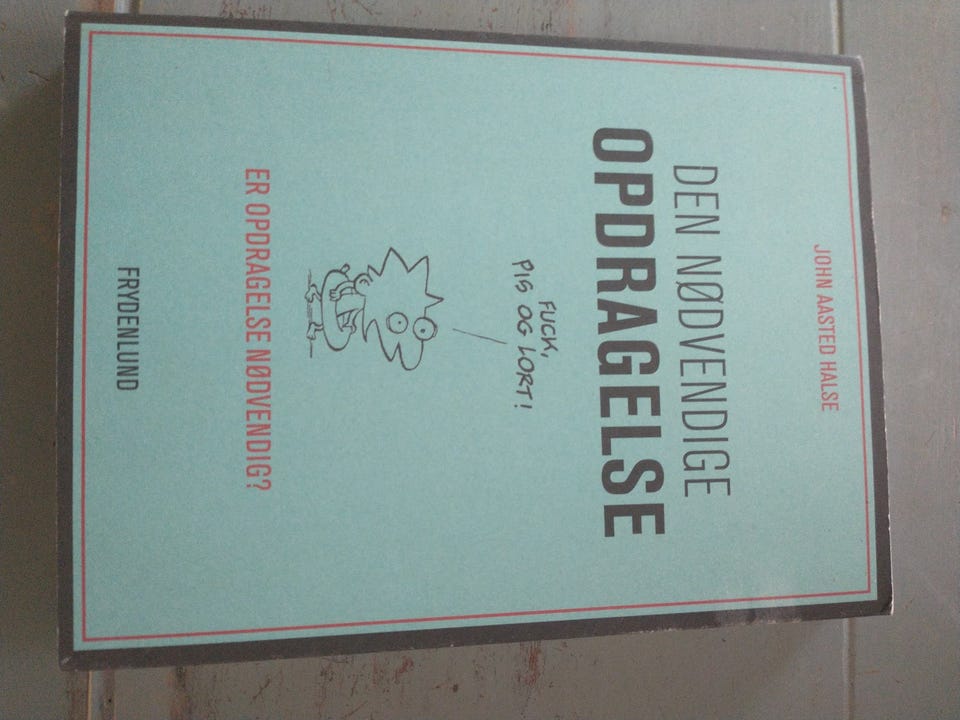 JOHN AASTED HALSE
DEN NØDVENDIGE
OPDRAGELSE
FUCK,
PIS OG LORT!
ER OPDRAGELSE NØDVENDIG?
FRYDENLUND